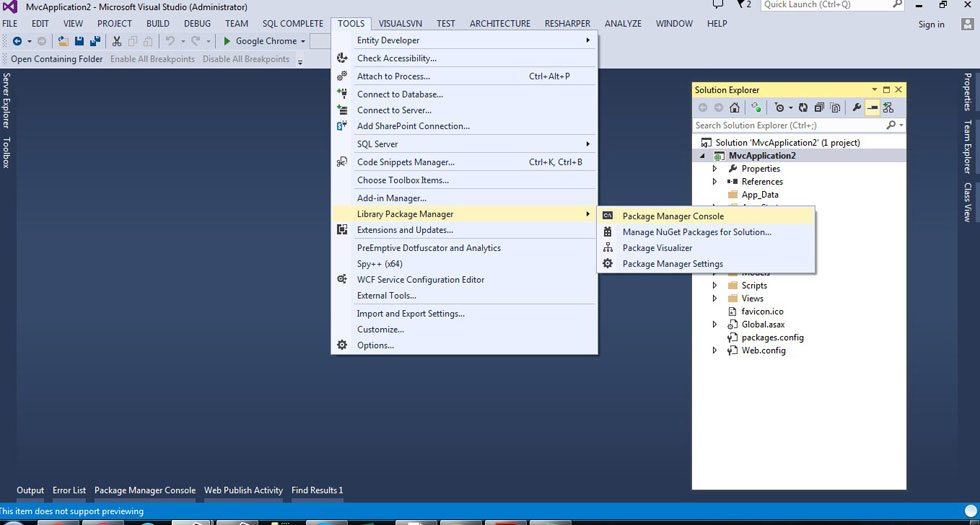 MvcApplication2 - Microsoft Visual Studio (Administrator)
2
Quick Launch (Ctrl+Q)
FILE EDIT VIEW PROJECT BUILD DEBUG TEAM SQL COMPLETE TOOLS VISUALSVN TEST ARCHITECTURE RESHARPER ANALYZE WINDOW HELP
Sign in
Google Chrome
Open Containing Folder Enable All Breakpoints Disable All Breakpoints
Server Explorer
Toolbox
Entity Developer
Check Accessibility...
Attach to Process... Ctrl+Alt+P
Connect to Database...
Connect to Server...
Add SharePoint Connection...
SQL Server
Code Snippets Manager... Ctrl+K, Ctrl+B
Choose Toolbox Items...
Add-in Manager...
Library Package Manager
Extensions and Updates...
PreEmptive Dotfuscator and Analytics
Spy++ (x64)
WCF Service Configuration Editor
External Tools...
Import and Export Settings...
Customize...
Options...
Package Manager Console
Manage NuGet Packages for Solution...
Package Visualizer
Package Manager Settings
Solution Explorer
Search Solution Explorer (Ctrl+;)
Solution 'MvcApplication2' (1 project)
MvcApplication2
Properties
References
App_Data
Scripts
Views
favicon.ico
Global.asax
packages.config
Web.config
Properties
Team Explorer
Class View
Output Error List Package Manager Console Web Publish Activity Find Results 1
This item does not support previewing